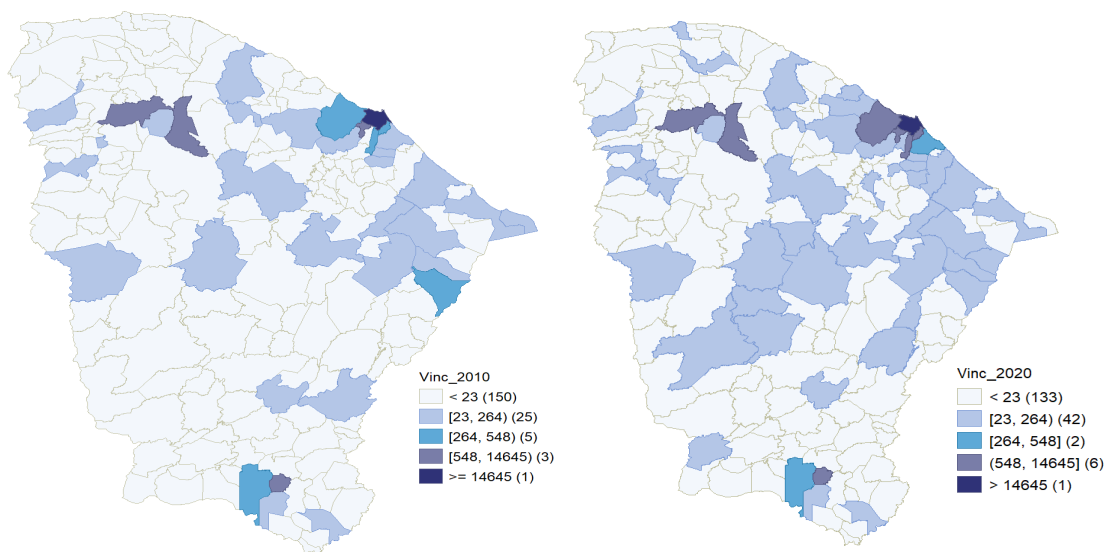 Vinc_2010
< 23 (150)
[23, 264) (25)
[264, 548) (5)
[548, 14645) (3)
>= 14645 (1)
Vinc_2020
< 23 (133)
[23, 264) (42)
[264, 548] (2)
(548, 14645] (6)
> 14645 (1)